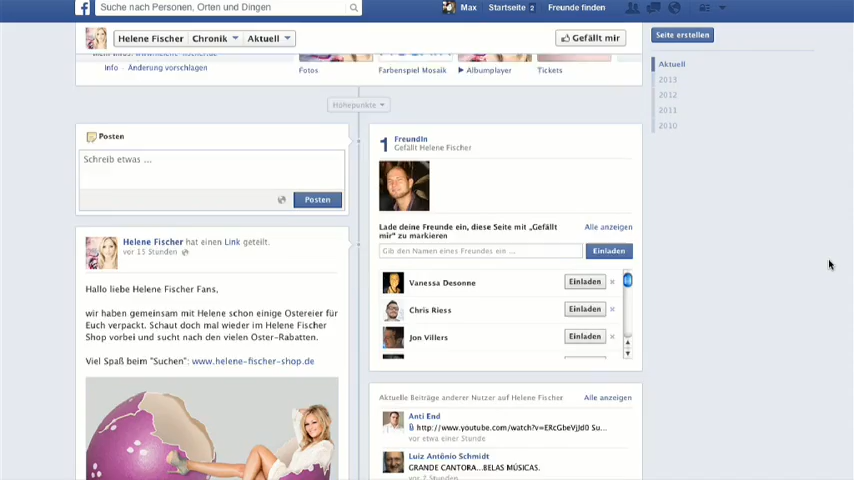 Suche nach Personen, Orten und Dingen
Max Startseite 2 Freunde finden
Helene Fischer Chronik Aktuell
Gefällt mir
Seite erstellen
Info - Änderung vorschlagen
Fotos
Farbenspiel Mosaik
Albumplayer
Tickets
Aktuell
2013
2012
2011
2010
Höhepunkte
Posten
Schreib etwas ...
Posten
Helene Fischer hat einen Link geteilt.
vor 15 Stunden
Hallo liebe Helene Fischer Fans,
wir haben gemeinsam mit Helene schon einige Ostereier für
Euch verpackt. Schaut doch mal wieder im Helene Fischer
Shop vorbei und sucht nach den vielen Oster-Rabatten.
Viel Spaß beim "Suchen": www.helene-fischer-shop.de
1 FreundIn
Gefällt Helene Fischer
Lade deine Freunde ein, diese Seite mit „Gefällt
mir“ zu markieren
Alle anzeigen
Gib den Namen eines Freundes ein ...
Einladen
Vanessa Desonne Einladen ×
Chris Riess Einladen ×
Jon Villers Einladen ×
Aktuelle Beiträge anderer Nutzer auf Helene Fischer Alle anzeigen
Anti End
http://www.youtube.com/watch?v=ERcGbeVjJd0 Su...
vor etwa einer Stunde
Luiz Antônio Schmidt
GRANDE CANTORA...BELAS MÚSICAS.
vor 2 Stunden